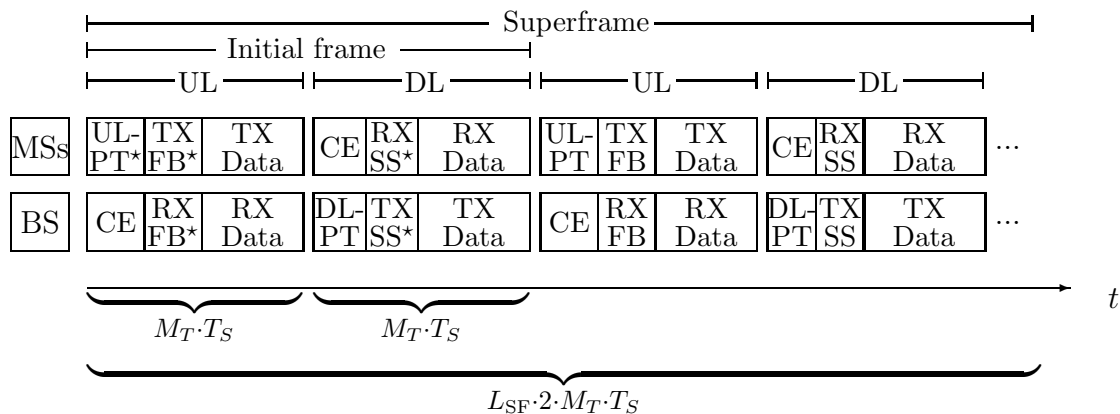 Superframe
Initial frame
UL DL UL DL
MSs UL- TX TX CE RX RX UL- TX TX CE RX RX ...
PT⋆ FB⋆ Data SS⋆ Data PT FB Data SS Data
BS CE RX RX DL- TX TX CE RX RX DL- TX TX ...
FB⋆ Data PT SS⋆ Data FB Data PT SS Data
t
M_T·T_S M_T·T_S
L_SF·2·M_T·T_S